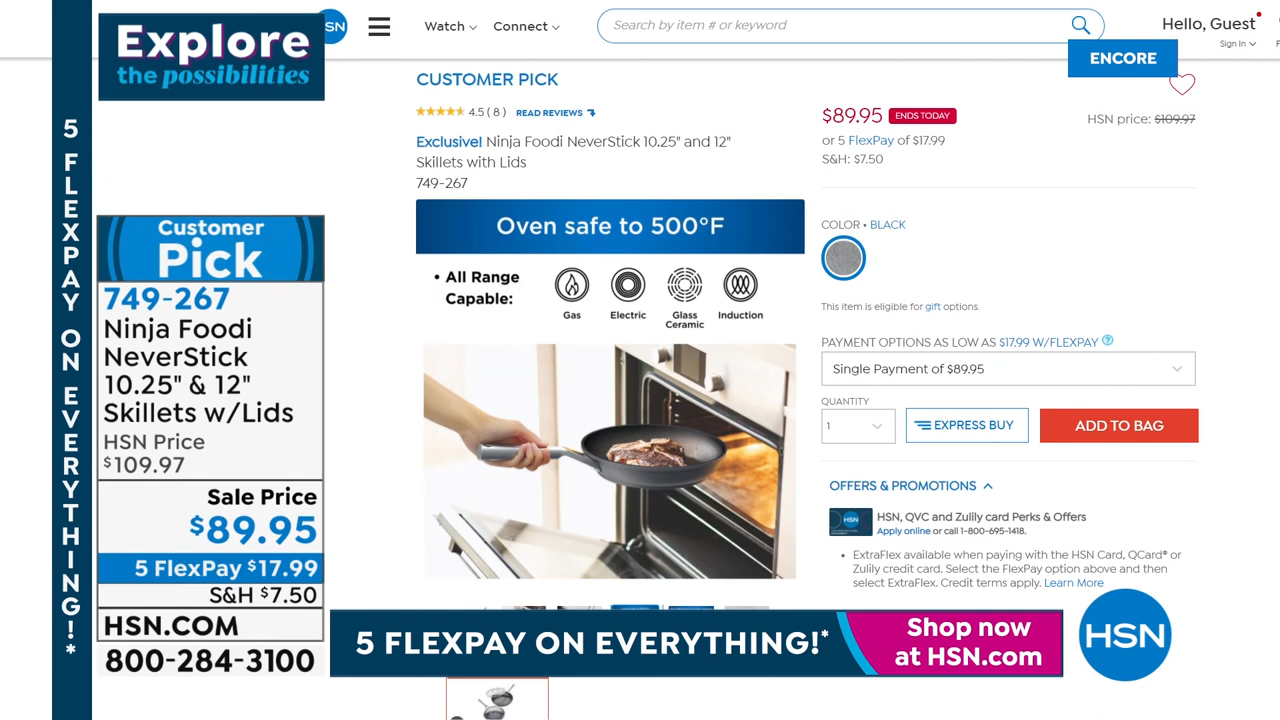 5 FLEXPAY ON EVERYTHING!*
Explore
the possibilities
SN
Watch
Connect
Search by item # or keyword
Hello, Guest
Sign In
ENCORE
CUSTOMER PICK
4.5 ( 8 ) READ REVIEWS
Exclusive! Ninja Foodi NeverStick 10.25" and 12"
Skillets with Lids
749-267
Oven safe to 500°F
• All Range
Capable:
Gas
Electric
Glass
Ceramic
Induction
$89.95 ENDS TODAY
HSN price: $109.97
or 5 FlexPay of $17.99
S&H: $7.50
COLOR • BLACK
This item is eligible for gift options.
PAYMENT OPTIONS AS LOW AS $17.99 W/FLEXPAY ?
Single Payment of $89.95
QUANTITY
1
EXPRESS BUY
ADD TO BAG
OFFERS & PROMOTIONS
HSN
HSN, QVC and Zulily card Perks & Offers
Apply online or call 1-800-695-1418.
• ExtraFlex available when paying with the HSN Card, QCard® or
Zulily credit card. Select the FlexPay option above and then
select ExtraFlex. Credit terms apply. Learn More
Customer
Pick
749-267
Ninja Foodi
NeverStick
10.25" & 12"
Skillets w/Lids
HSN Price
$109.97
Sale Price
$89.95
5 FlexPay $17.99
S&H $7.50
HSN.COM
800-284-3100
5 FLEXPAY ON EVERYTHING!*
Shop now
at HSN.com
HSN